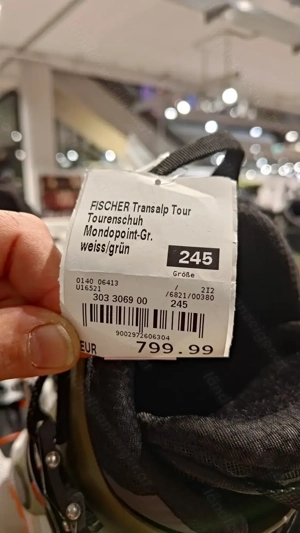 FISCHER Transalp Tour
Tourenschuh
Mondopoint-Gr.
weiss/grün
245
Größe
0140 06413 / 2I2
U16521 /6821/00380
303 3069 00 245
9002972606304
EUR 799.99